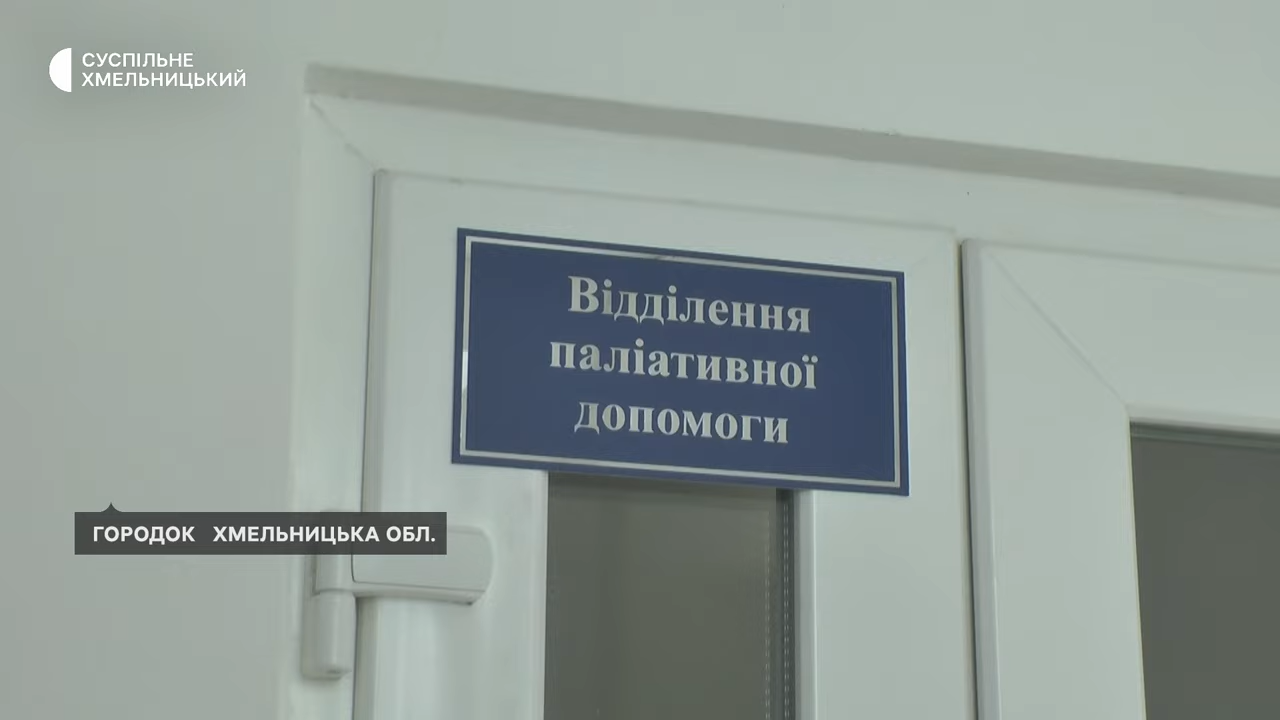 СУСПІЛЬНЕ
ХМЕЛЬНИЦЬКИЙ
Відділення
паліативної
допомоги
ГОРОДОК ХМЕЛЬНИЦЬКА ОБЛ.